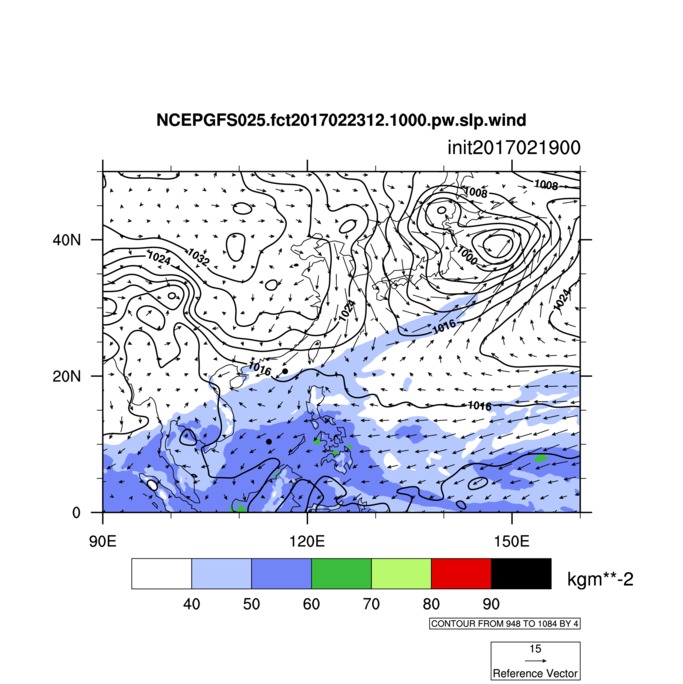 NCEPGFS025.fct2017022312.1000.pw.slp.wind
init2017021900
1008
1008
40N
1032
1024
1000
1024
1024
1016
20N
1016
1016
0
90E 120E 150E
40 50 60 70 80 90
kgm**-2
CONTOUR FROM 948 TO 1084 BY 4
15
Reference Vector